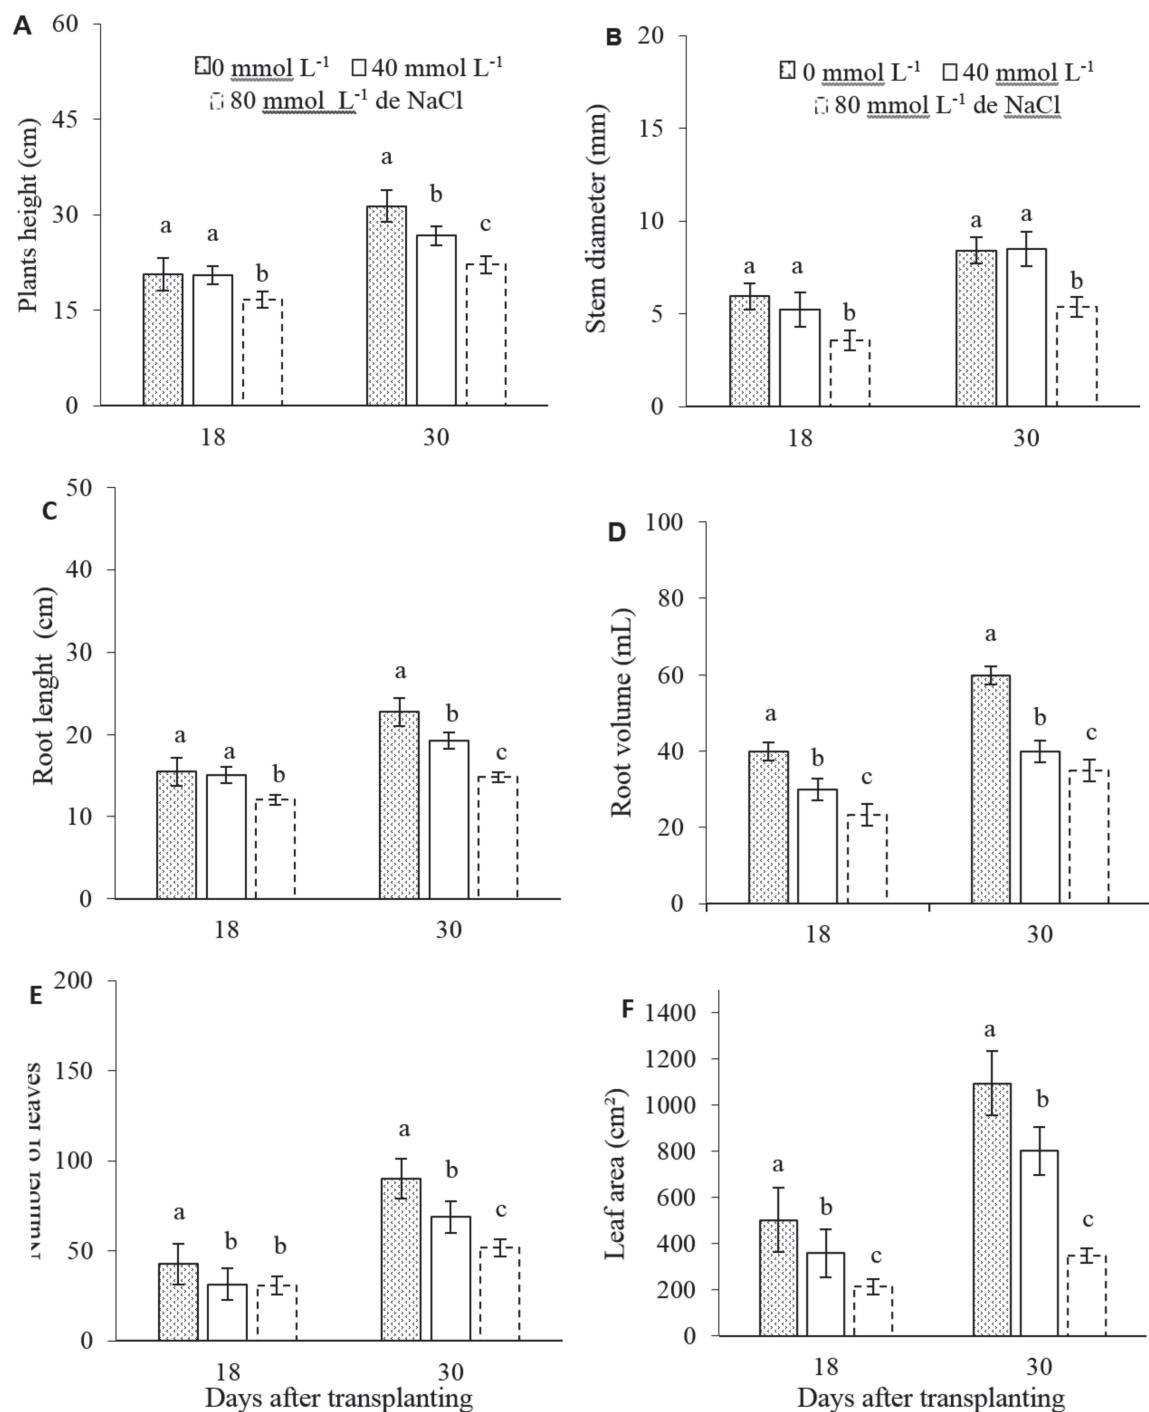 A
Plants height (cm)
60
45
30
15
0
0 mmol L⁻¹ 40 mmol L⁻¹
80 mmol L⁻¹ de NaCl
a a b
a b c
18 30
B
Stem diameter (mm)
20
15
10
5
0
0 mmol L⁻¹ 40 mmol L⁻¹
80 mmol L⁻¹ de NaCl
a a b
a a b
18 30
C
Root lenght (cm)
50
40
30
20
10
0
a a b
a b c
18 30
D
Root volume (mL)
100
80
60
40
20
0
a b c
a b c
18 30
E
Number of leaves
200
150
100
50
0
a b b
a b c
18 30
Days after transplanting
F
Leaf area (cm²)
1400
1200
1000
800
600
400
200
0
a b c
a b c
18 30
Days after transplanting